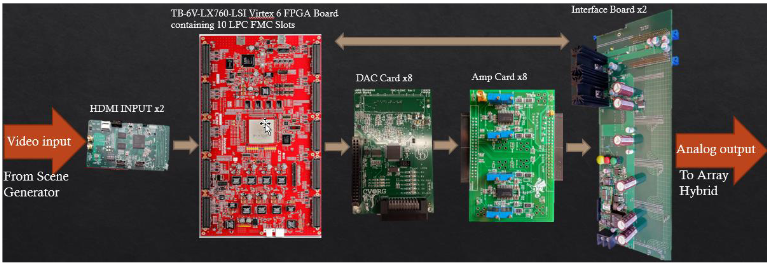 TB-6V-LX760-LSI Virtex 6 FPGA Board
containing 10 LPC FMC Slots
Interface Board x2
DAC Card x8
Amp Card x8
HDMI INPUT x2
Video input
From Scene
Generator
Analog output
To Array
Hybrid
CVORG